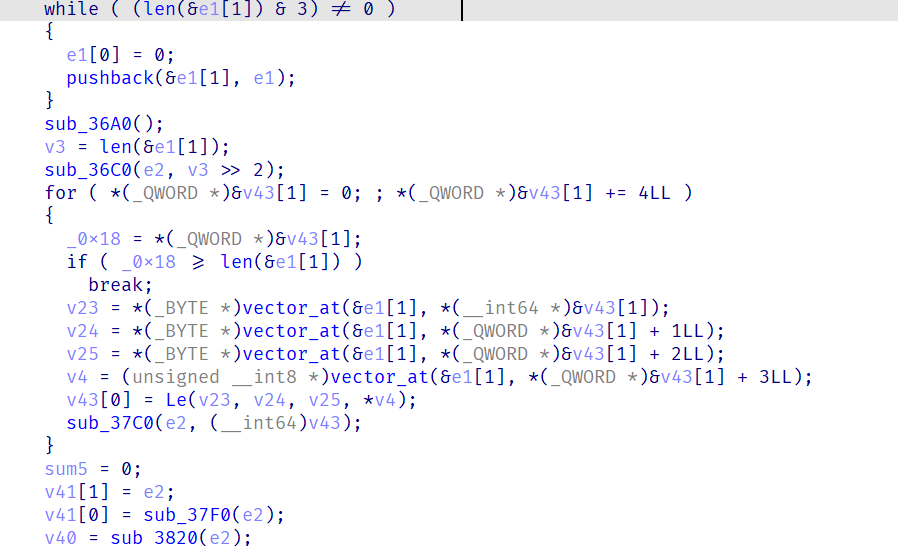 while ( (len(&e1[1]) & 3) ≠ 0 )
{
e1[0] = 0;
pushback(&e1[1], e1);
}
sub_36A0();
v3 = len(&e1[1]);
sub_36C0(e2, v3 >> 2);
for ( *(_QWORD *)&v43[1] = 0; ; *(_QWORD *)&v43[1] += 4LL )
{
_0×18 = *(_QWORD *)&v43[1];
if ( _0×18 ⩾ len(&e1[1]) )
break;
v23 = *(_BYTE *)vector_at(&e1[1], *(__int64 *)&v43[1]);
v24 = *(_BYTE *)vector_at(&e1[1], *(_QWORD *)&v43[1] + 1LL);
v25 = *(_BYTE *)vector_at(&e1[1], *(_QWORD *)&v43[1] + 2LL);
v4 = (unsigned __int8 *)vector_at(&e1[1], *(_QWORD *)&v43[1] + 3LL);
v43[0] = Le(v23, v24, v25, *v4);
sub_37C0(e2, (__int64)v43);
}
sum5 = 0;
v41[1] = e2;
v41[0] = sub_37F0(e2);
v40 = sub_3820(e2);